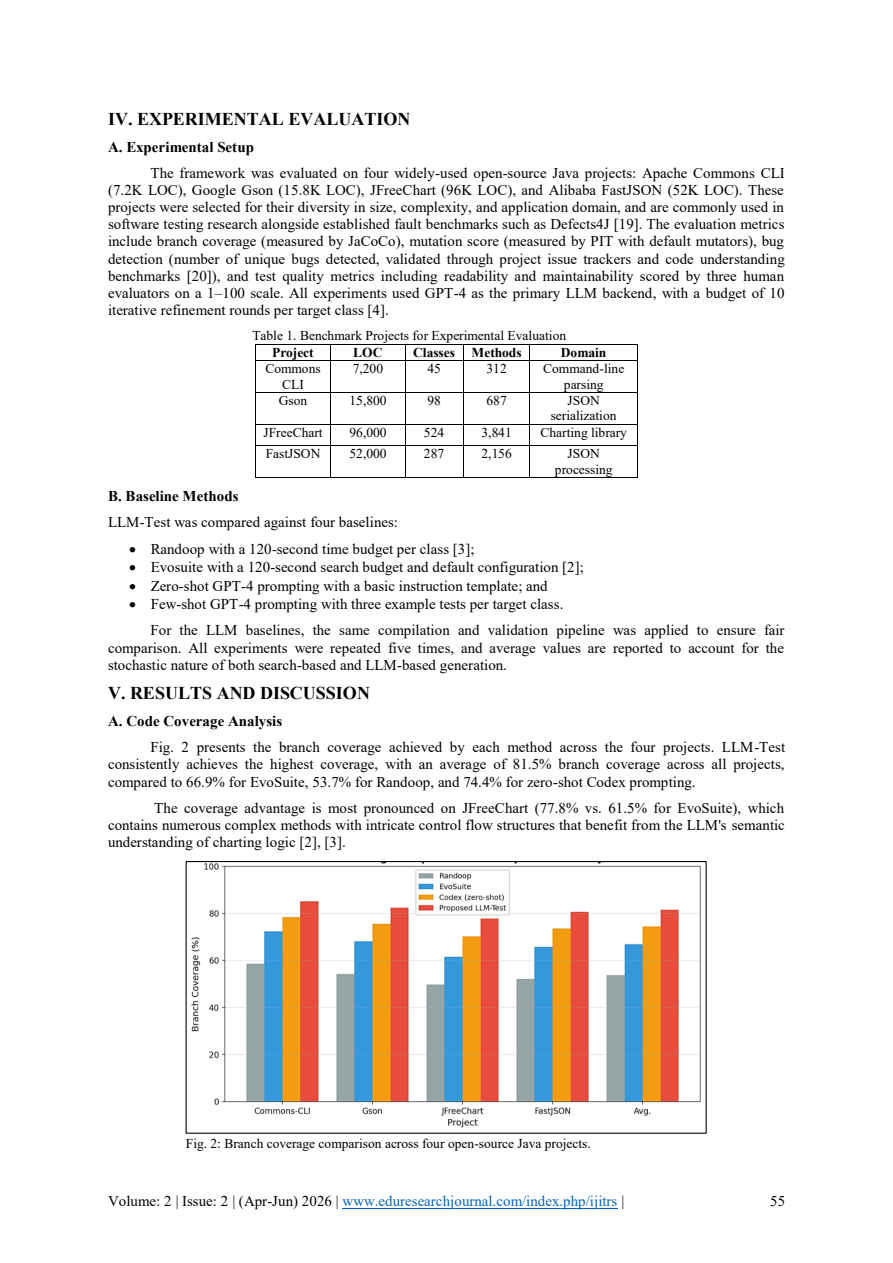 IV. EXPERIMENTAL EVALUATION
A. Experimental Setup
The framework was evaluated on four widely-used open-source Java projects: Apache Commons CLI
(7.2K LOC), Google Gson (15.8K LOC), JFreeChart (96K LOC), and Alibaba FastJSON (52K LOC). These
projects were selected for their diversity in size, complexity, and application domain, and are commonly used in
software testing research alongside established fault benchmarks such as Defects4J [19]. The evaluation metrics
include branch coverage (measured by JaCoCo), mutation score (measured by PIT with default mutators), bug
detection (number of unique bugs detected, validated through project issue trackers and code understanding
benchmarks [20]), and test quality metrics including readability and maintainability scored by three human
evaluators on a 1–100 scale. All experiments used GPT-4 as the primary LLM backend, with a budget of 10
iterative refinement rounds per target class [4].
Table 1. Benchmark Projects for Experimental Evaluation
Project LOC Classes Methods Domain
Commons CLI 7,200 45 312 Command-line parsing
Gson 15,800 98 687 JSON serialization
JFreeChart 96,000 524 3,841 Charting library
FastJSON 52,000 287 2,156 JSON processing
B. Baseline Methods
LLM-Test was compared against four baselines:
• Randoop with a 120-second time budget per class [3];
• Evosuite with a 120-second search budget and default configuration [2];
• Zero-shot GPT-4 prompting with a basic instruction template; and
• Few-shot GPT-4 prompting with three example tests per target class.
For the LLM baselines, the same compilation and validation pipeline was applied to ensure fair
comparison. All experiments were repeated five times, and average values are reported to account for the
stochastic nature of both search-based and LLM-based generation.
V. RESULTS AND DISCUSSION
A. Code Coverage Analysis
Fig. 2 presents the branch coverage achieved by each method across the four projects. LLM-Test
consistently achieves the highest coverage, with an average of 81.5% branch coverage across all projects,
compared to 66.9% for EvoSuite, 53.7% for Randoop, and 74.4% for zero-shot Codex prompting.
The coverage advantage is most pronounced on JFreeChart (77.8% vs. 61.5% for EvoSuite), which
contains numerous complex methods with intricate control flow structures that benefit from the LLM's semantic
understanding of charting logic [2], [3].
Randoop
EvoSuite
Codex (zero-shot)
Proposed LLM-Test
Branch Coverage (%)
100
80
60
40
20
0
Commons-CLI Gson JFreeChart FastJSON Avg.
Project
Fig. 2: Branch coverage comparison across four open-source Java projects.
Volume: 2 | Issue: 2 | (Apr-Jun) 2026 | www.eduresearchjournal.com/index.php/ijitrs | 55